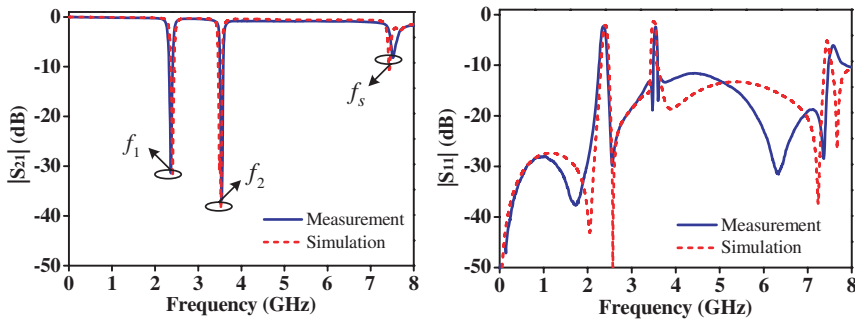 0
-10
-20
-30
-40
-50
|S21| (dB)
f1
f2
fs
Measurement
Simulation
0 1 2 3 4 5 6 7 8
Frequency (GHz)
0
-10
-20
-30
-40
-50
|S11| (dB)
Measurement
Simulation
0 1 2 3 4 5 6 7 8
Frequency (GHz)